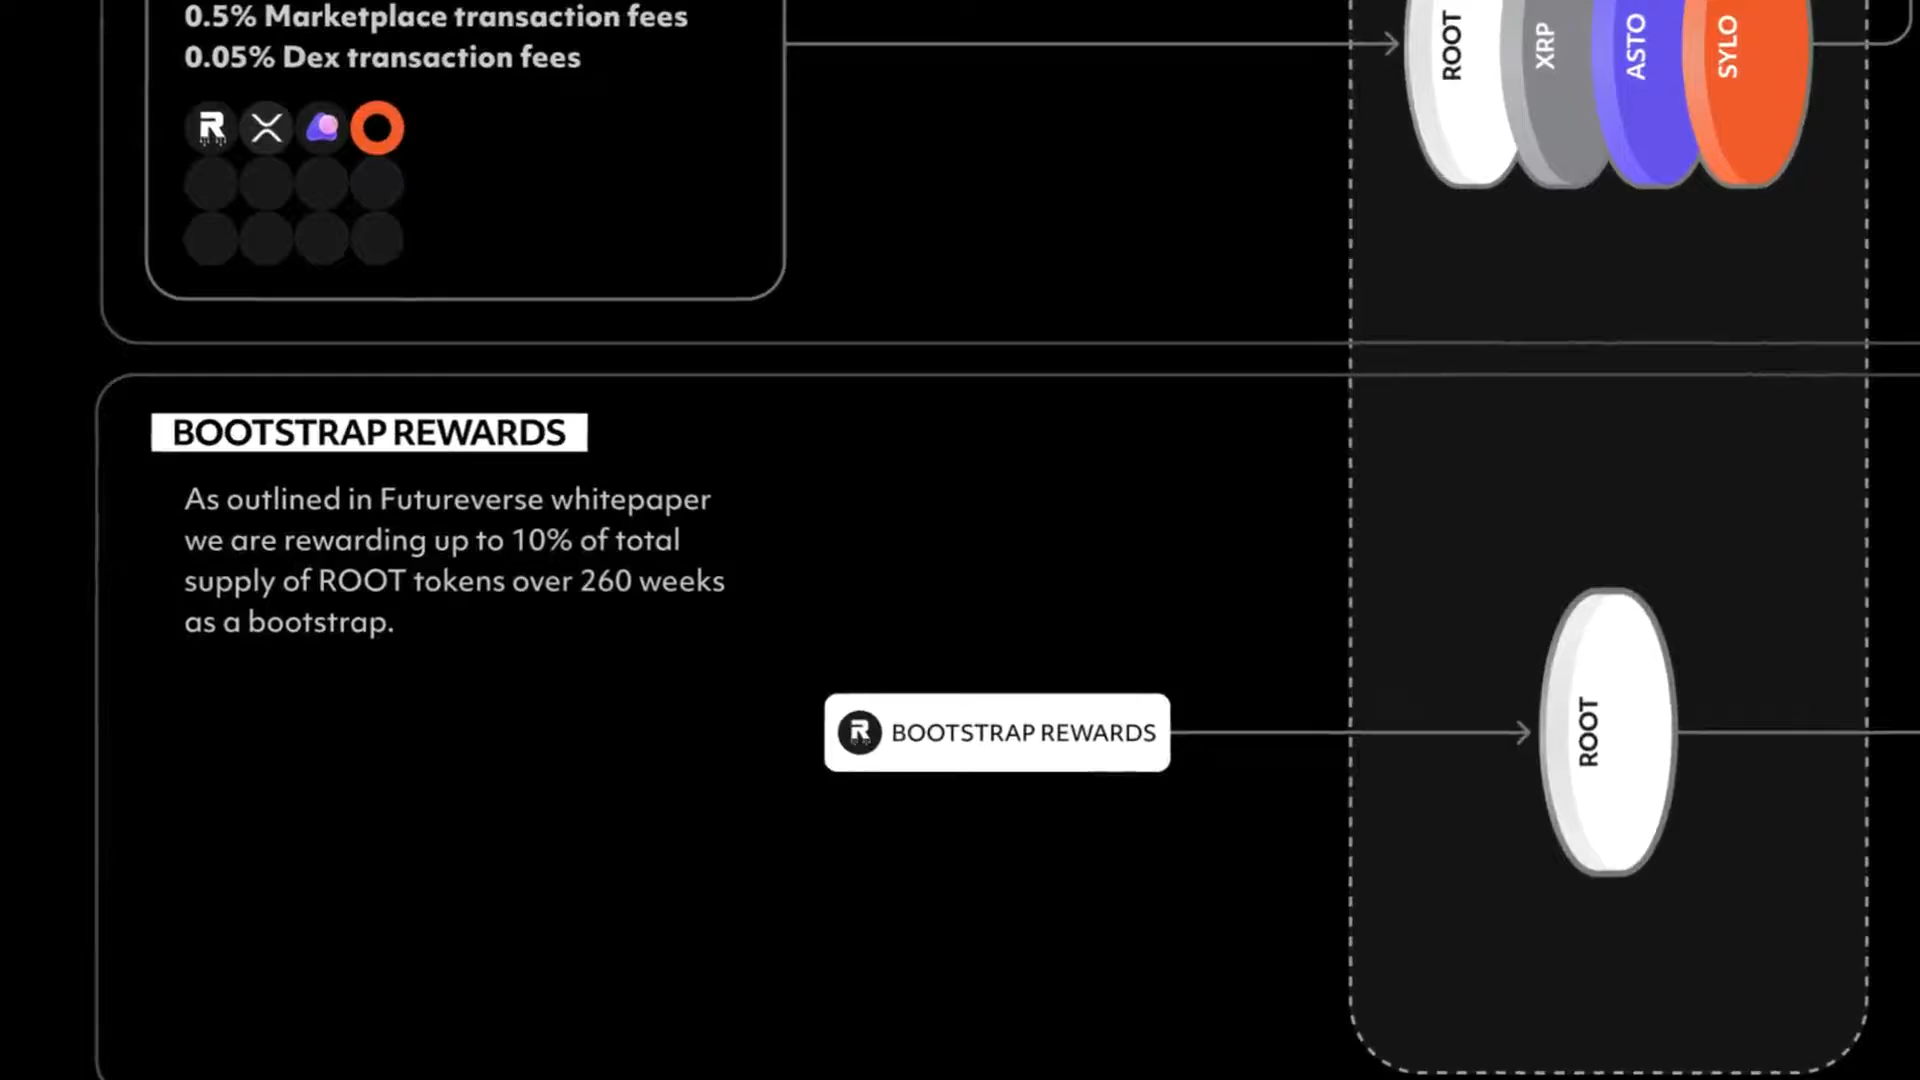 0.5% Marketplace transaction fees
0.05% Dex transaction fees
ROOT
XRP
ASTO
SYLO
BOOTSTRAP REWARDS
As outlined in Futureverse whitepaper
we are rewarding up to 10% of total
supply of ROOT tokens over 260 weeks
as a bootstrap.
BOOTSTRAP REWARDS
ROOT